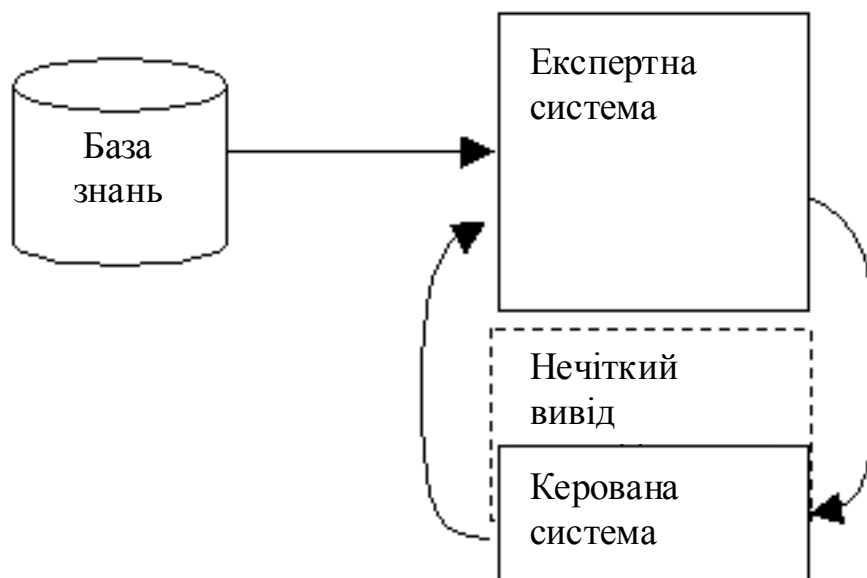 База
знань
Експертна
система
Нечіткий
вивід
Керована
система